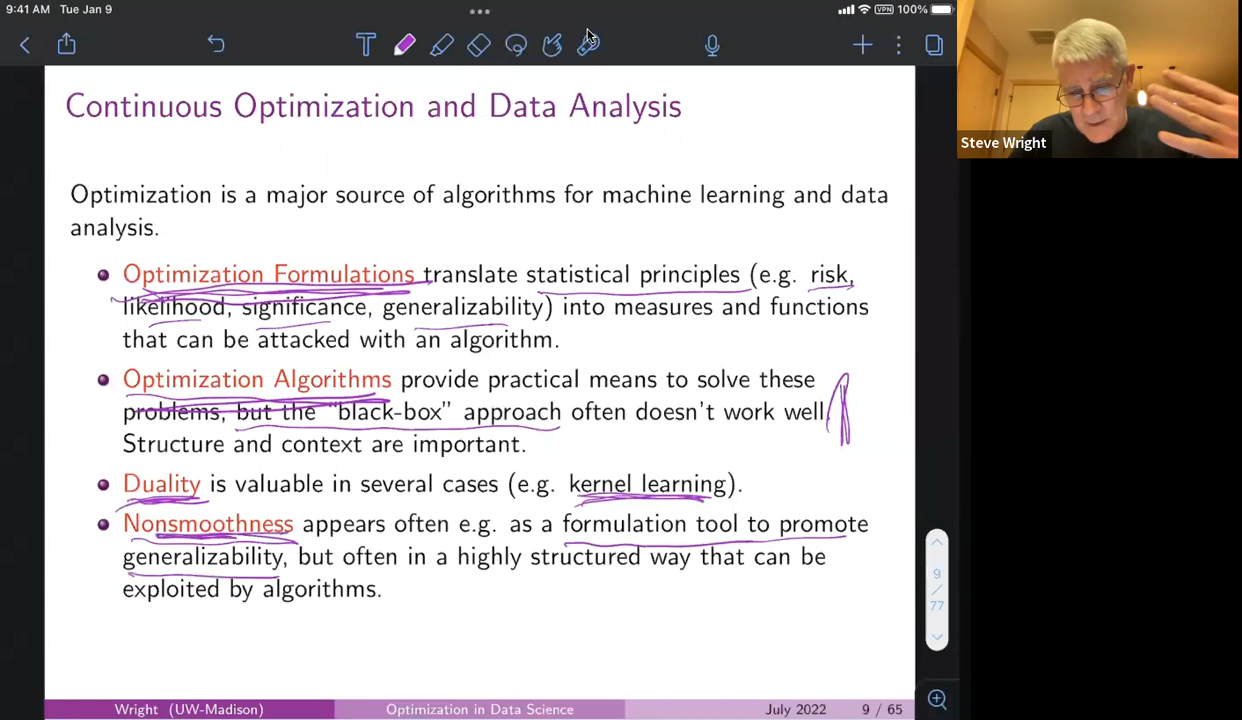 9:41 AM Tue Jan 9
VPN 100%
Continuous Optimization and Data Analysis
Steve Wright
Optimization is a major source of algorithms for machine learning and data
analysis.
Optimization Formulations translate statistical principles (e.g. risk,
likelihood, significance, generalizability) into measures and functions
that can be attacked with an algorithm.
Optimization Algorithms provide practical means to solve these
problems, but the "black-box" approach often doesn't work well.
Structure and context are important.
Duality is valuable in several cases (e.g. kernel learning).
Nonsmoothness appears often e.g. as a formulation tool to promote
generalizability, but often in a highly structured way that can be
exploited by algorithms.
9
/
77
Wright (UW-Madison) Optimization in Data Science July 2022 9 / 65